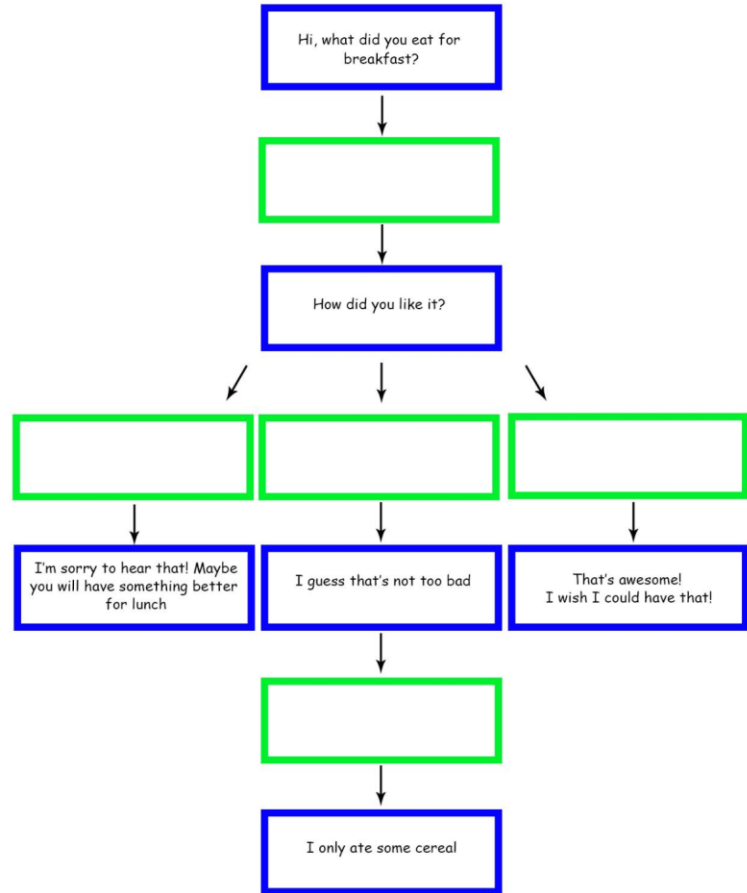 Hi, what did you eat for
breakfast?
How did you like it?
I'm sorry to hear that! Maybe
you will have something better
for lunch
I guess that's not too bad
That's awesome!
I wish I could have that!
I only ate some cereal